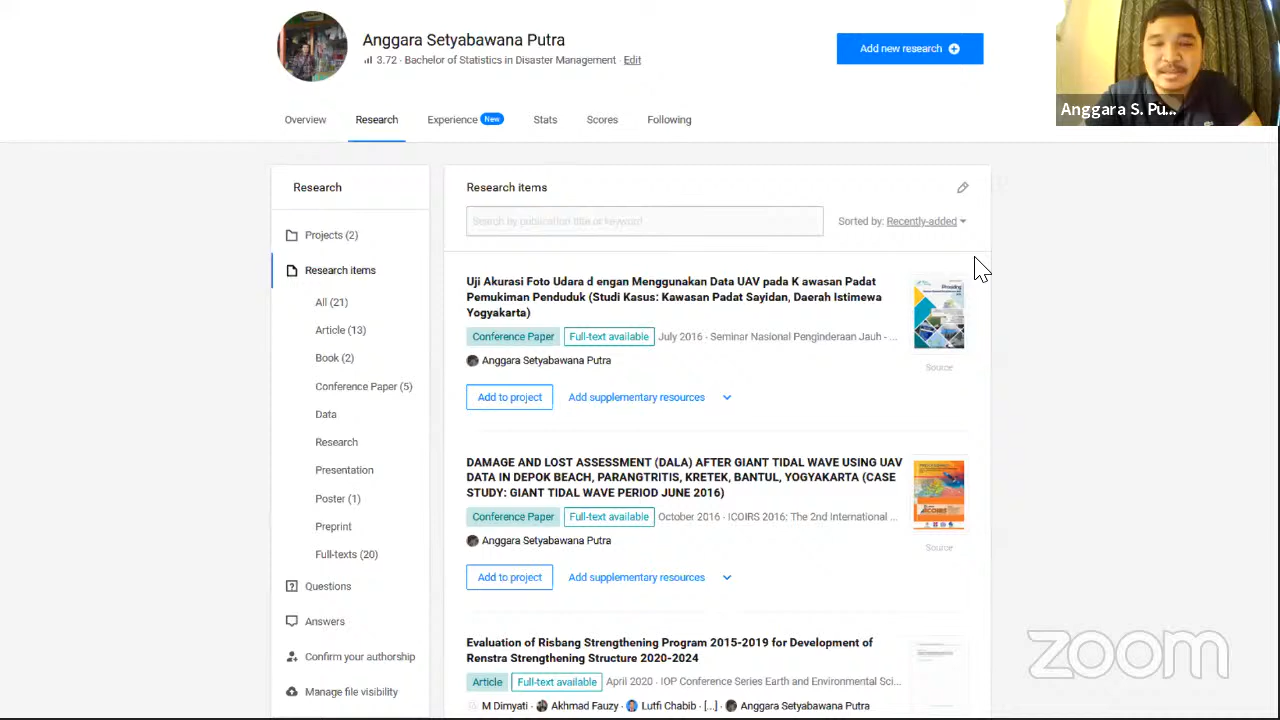 Anggara Setyabawana Putra
3.72 · Bachelor of Statistics in Disaster Management · Edit
Add new research
Anggara S. Pu...
Overview
Research
Experience New
Stats
Scores
Following
Research
Projects (2)
Research items
All (21)
Article (13)
Book (2)
Conference Paper (5)
Data
Research
Presentation
Poster (1)
Preprint
Full-texts (20)
Questions
Answers
Confirm your authorship
Manage file visibility
Research items
Search by publication title or keyword
Sorted by: Recently-added
Uji Akurasi Foto Udara d engan Menggunakan Data UAV pada K awasan Padat
Pemukiman Penduduk (Studi Kasus: Kawasan Padat Sayidan, Daerah Istimewa
Yogyakarta)
Conference Paper Full-text available July 2016 · Seminar Nasional Penginderaan Jauh - ...
Anggara Setyabawana Putra
Source
Add to project Add supplementary resources
DAMAGE AND LOST ASSESSMENT (DALA) AFTER GIANT TIDAL WAVE USING UAV
DATA IN DEPOK BEACH, PARANGTRITIS, KRETEK, BANTUL, YOGYAKARTA (CASE
STUDY: GIANT TIDAL WAVE PERIOD JUNE 2016)
Conference Paper Full-text available October 2016 · ICOIRS 2016: The 2nd International ...
Anggara Setyabawana Putra
Source
Add to project Add supplementary resources
Evaluation of Risbang Strengthening Program 2015-2019 for Development of
Renstra Strengthening Structure 2020-2024
Article Full-text available April 2020 · IOP Conference Series Earth and Environmental Sci...
M Dimyati · Akhmad Fauzy · Lutfi Chabib · [...] · Anggara Setyabawana Putra
zoom